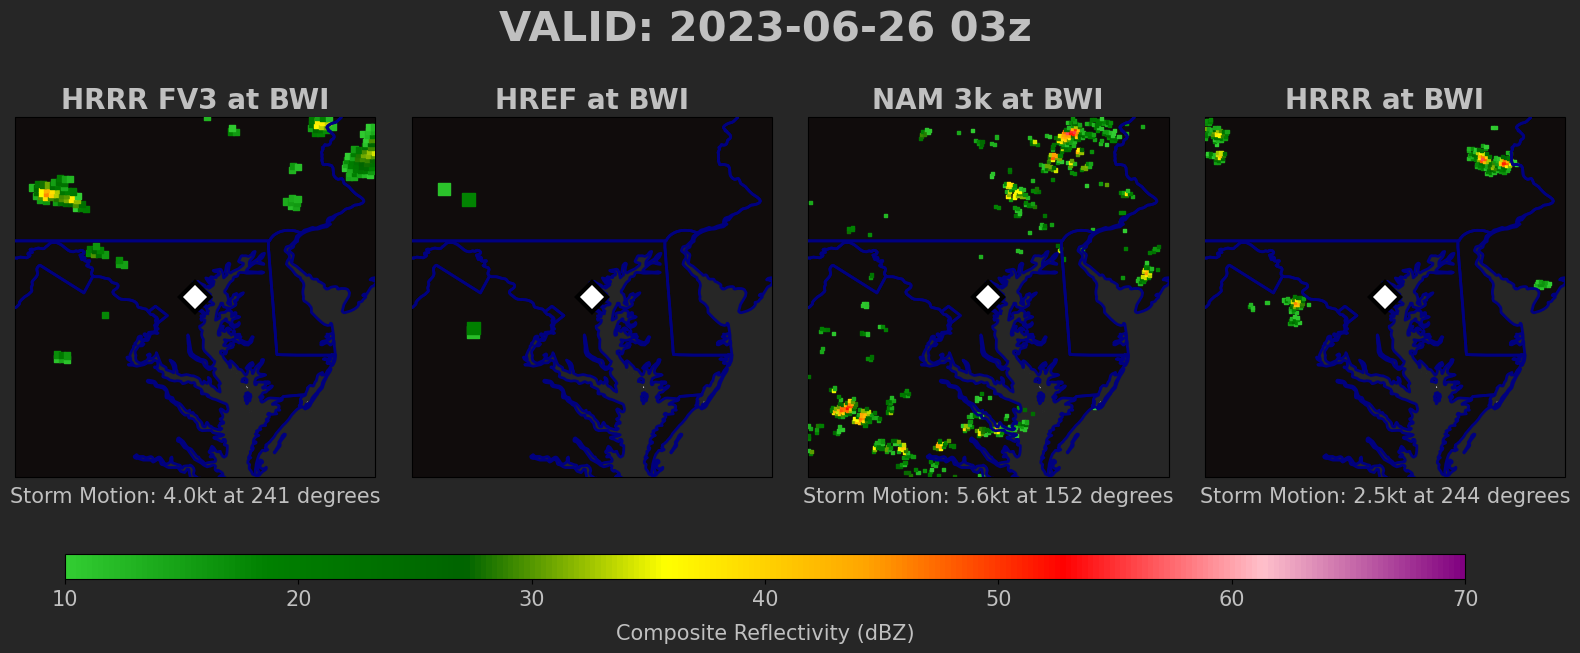 VALID: 2023-06-26 03z
HRRR FV3 at BWI
HREF at BWI
NAM 3k at BWI
HRRR at BWI
Storm Motion: 4.0kt at 241 degrees
Storm Motion: 5.6kt at 152 degrees
Storm Motion: 2.5kt at 244 degrees
10 20 30 40 50 60 70
Composite Reflectivity (dBZ)